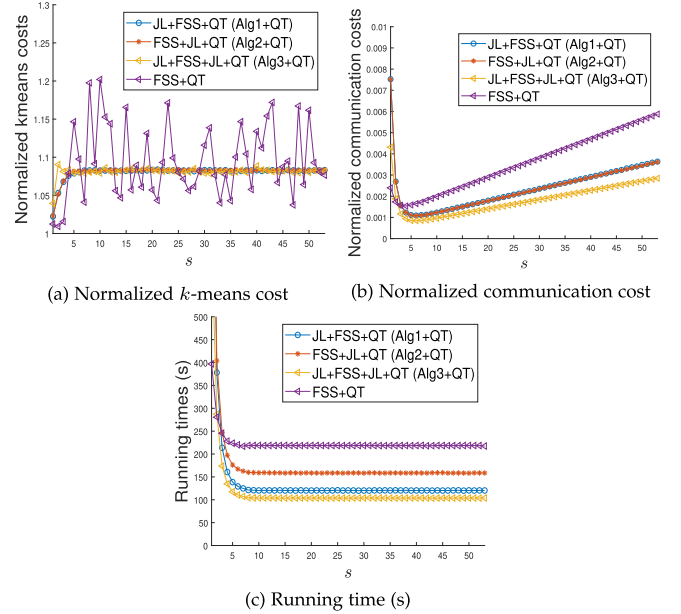 Normalized kmeans costs
1.3
1.25
1.2
1.15
1.1
1.05
1
5 10 15 20 25 30 35 40 45 50
s
JL+FSS+QT (Alg1+QT)
FSS+JL+QT (Alg2+QT)
JL+FSS+JL+QT (Alg3+QT)
FSS+QT
(a) Normalized k-means cost
Normalized communication costs
0.01
0.009
0.008
0.007
0.006
0.005
0.004
0.003
0.002
0.001
0
5 10 15 20 25 30 35 40 45 50
s
JL+FSS+QT (Alg1+QT)
FSS+JL+QT (Alg2+QT)
JL+FSS+JL+QT (Alg3+QT)
FSS+QT
(b) Normalized communication cost
Running times (s)
500
450
400
350
300
250
200
150
100
50
0
5 10 15 20 25 30 35 40 45 50
s
JL+FSS+QT (Alg1+QT)
FSS+JL+QT (Alg2+QT)
JL+FSS+JL+QT (Alg3+QT)
FSS+QT
(c) Running time (s)